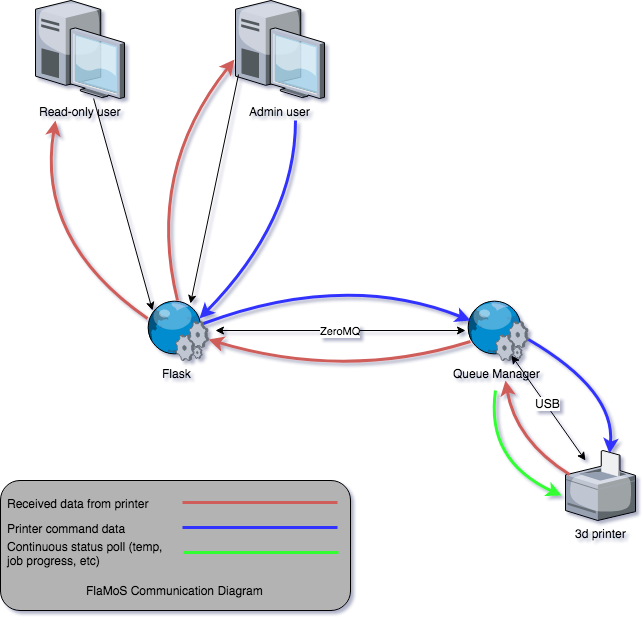 Read-only user
Admin user
ZeroMQ
Flask
Queue Manager
USB
3d printer
Received data from printer
Printer command data
Continuous status poll (temp,
job progress, etc)
FlaMoS Communication Diagram